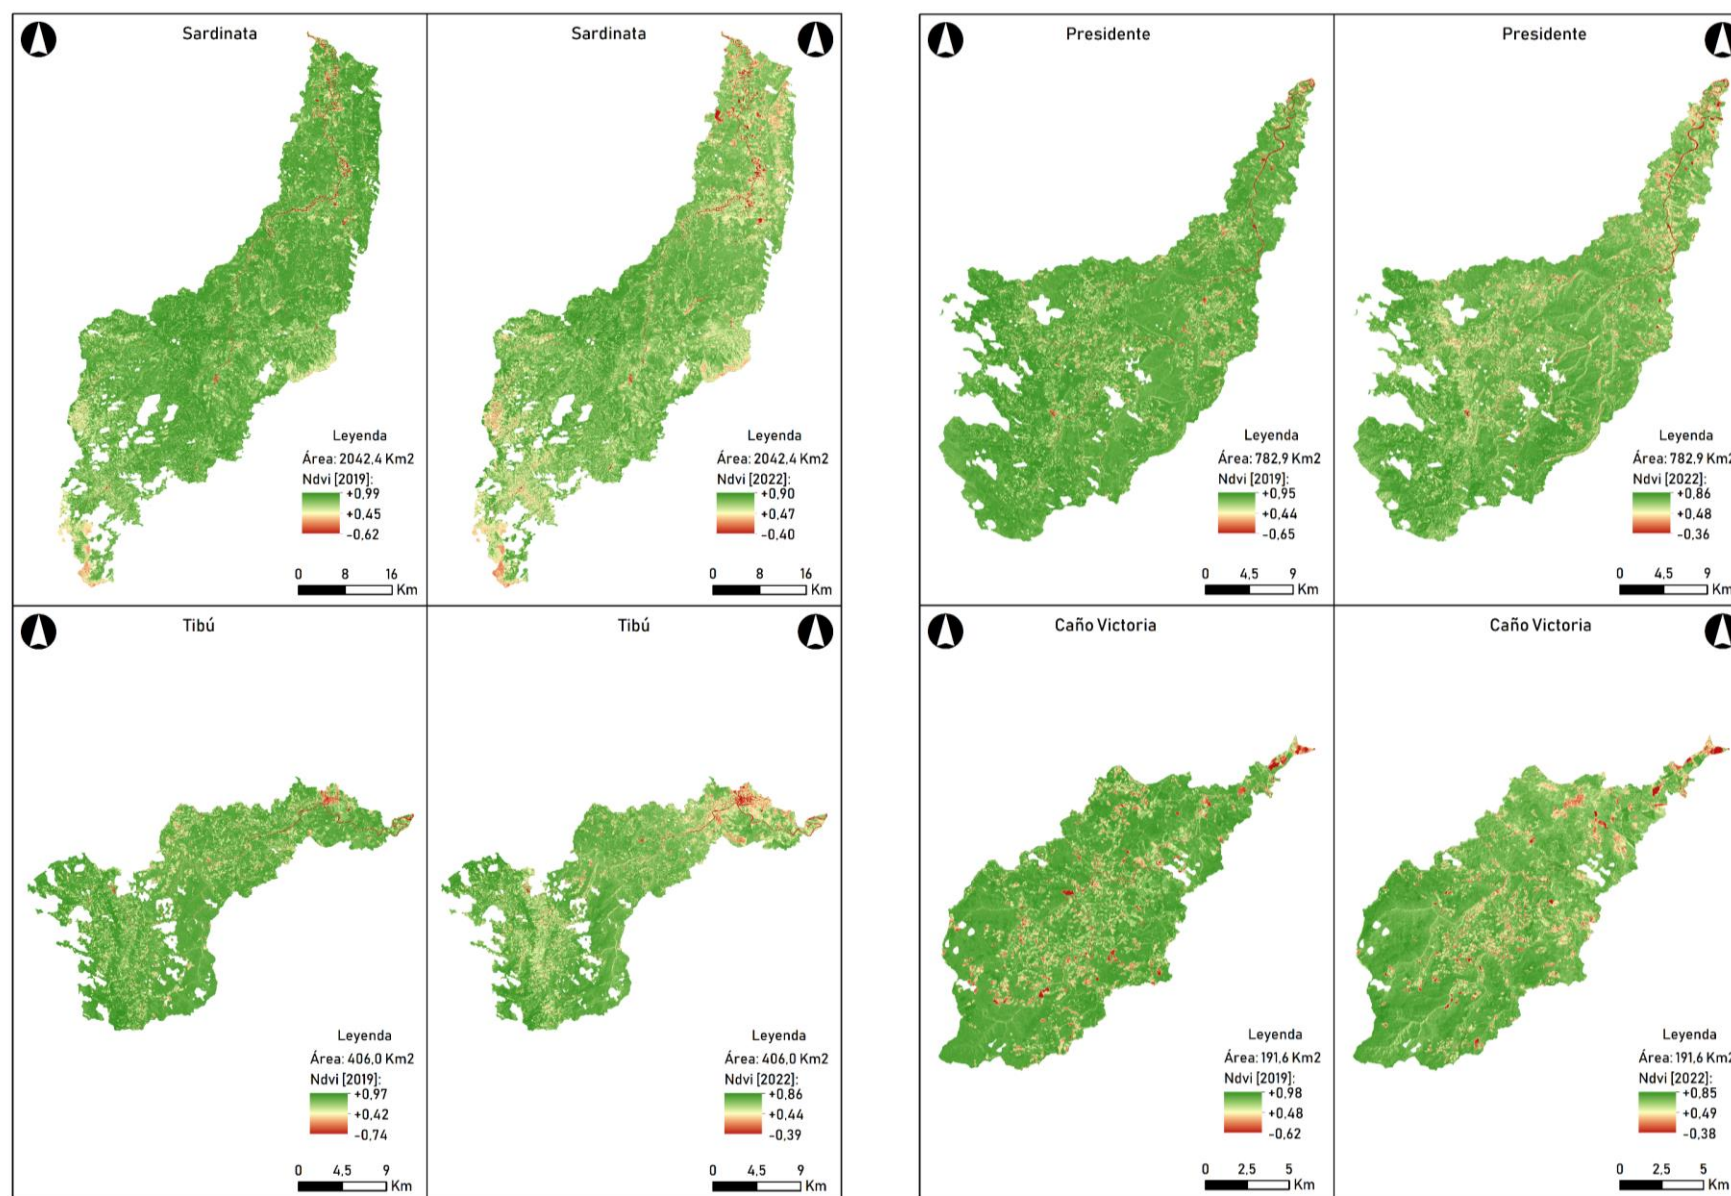 Sardinata
Leyenda
Área: 2042,4 Km2
Ndvi [2019]:
+0,99
+0,45
-0,62
0 8 16
Km
Sardinata
Leyenda
Área: 2042,4 Km2
Ndvi [2022]:
+0,90
+0,47
-0,40
0 8 16
Km
Presidente
Leyenda
Área: 782,9 Km2
Ndvi [2019]:
+0,95
+0,44
-0,65
0 4,5 9
Km
Presidente
Leyenda
Área: 782,9 Km2
Ndvi [2022]:
+0,86
+0,48
-0,36
0 4,5 9
Km
Tibú
Leyenda
Área: 406,0 Km2
Ndvi [2019]:
+0,97
+0,42
-0,74
0 4,5 9
Km
Tibú
Leyenda
Área: 406,0 Km2
Ndvi [2022]:
+0,86
+0,44
-0,39
0 4,5 9
Km
Caño Victoria
Leyenda
Área: 191,6 Km2
Ndvi [2019]:
+0,98
+0,48
-0,62
0 2,5 5
Km
Caño Victoria
Leyenda
Área: 191,6 Km2
Ndvi [2022]:
+0,85
+0,49
-0,38
0 2,5 5
Km